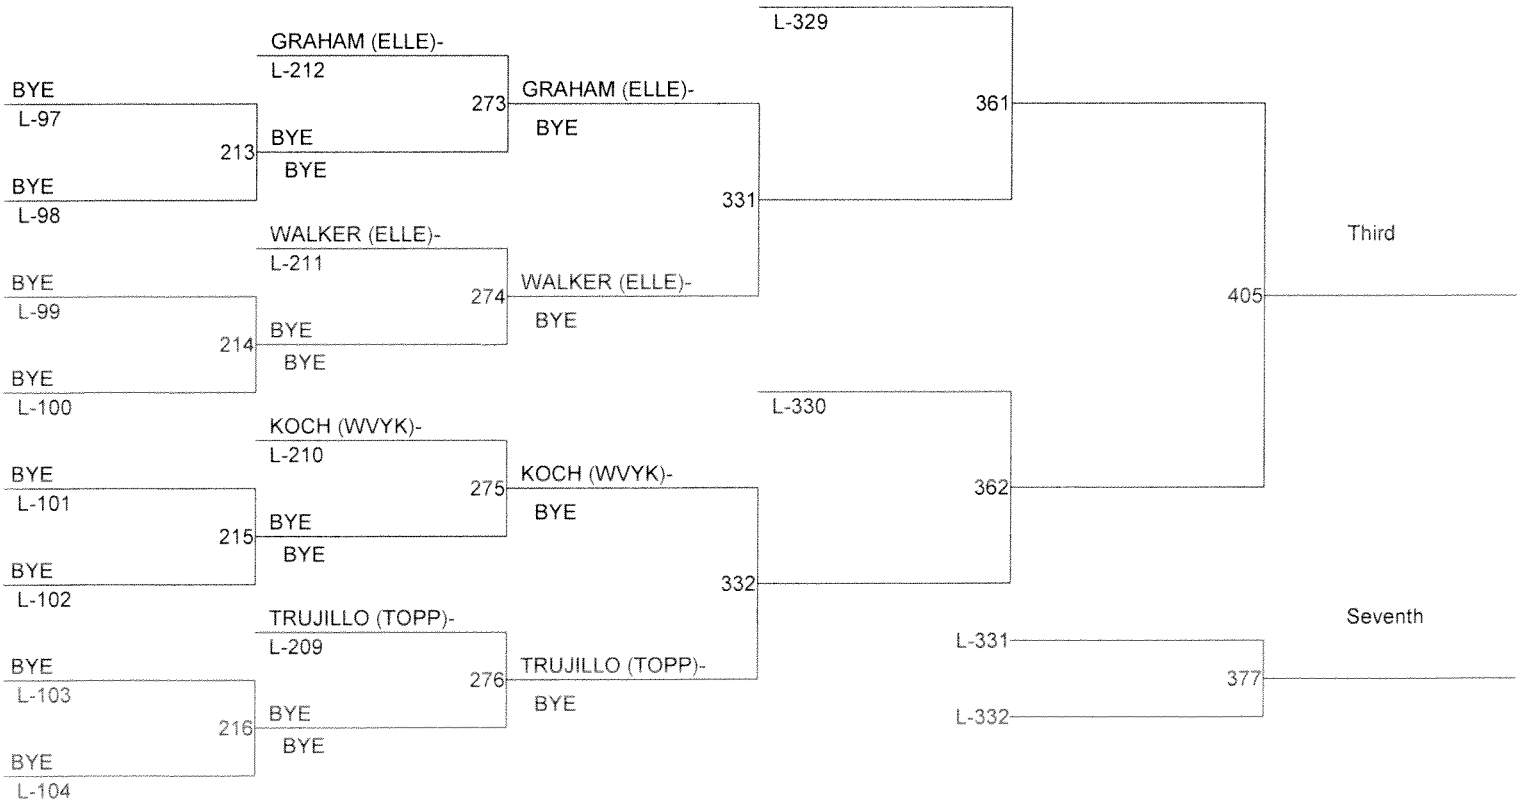 L-329
GRAHAM (ELLE)-
L-212
BYE
L-97
273
GRAHAM (ELLE)-
BYE
361
213
BYE
BYE
BYE
L-98
331
WALKER (ELLE)-
L-211
Third
BYE
L-99
274
WALKER (ELLE)-
BYE
405
214
BYE
BYE
BYE
L-100
L-330
KOCH (WVYK)-
L-210
BYE
L-101
275
KOCH (WVYK)-
BYE
362
215
BYE
BYE
BYE
L-102
332
TRUJILLO (TOPP)-
L-209
Seventh
L-331
BYE
L-103
276
TRUJILLO (TOPP)-
BYE
377
216
BYE
BYE
L-332
BYE
L-104